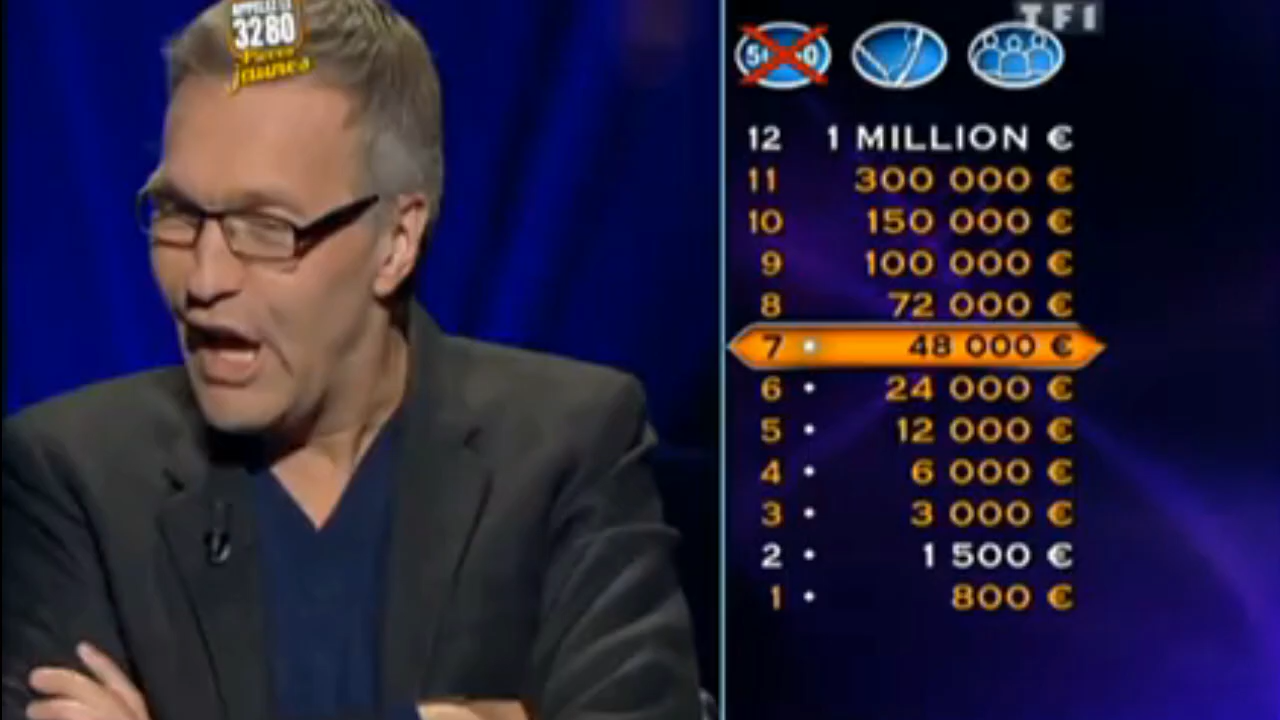 APPELEZ LE
3280
Pièces
jaunes
TF1
50:50
12 1 MILLION €
11 300 000 €
10 150 000 €
9 100 000 €
8 72 000 €
7 • 48 000 €
6 • 24 000 €
5 • 12 000 €
4 • 6 000 €
3 • 3 000 €
2 • 1 500 €
1 • 800 €